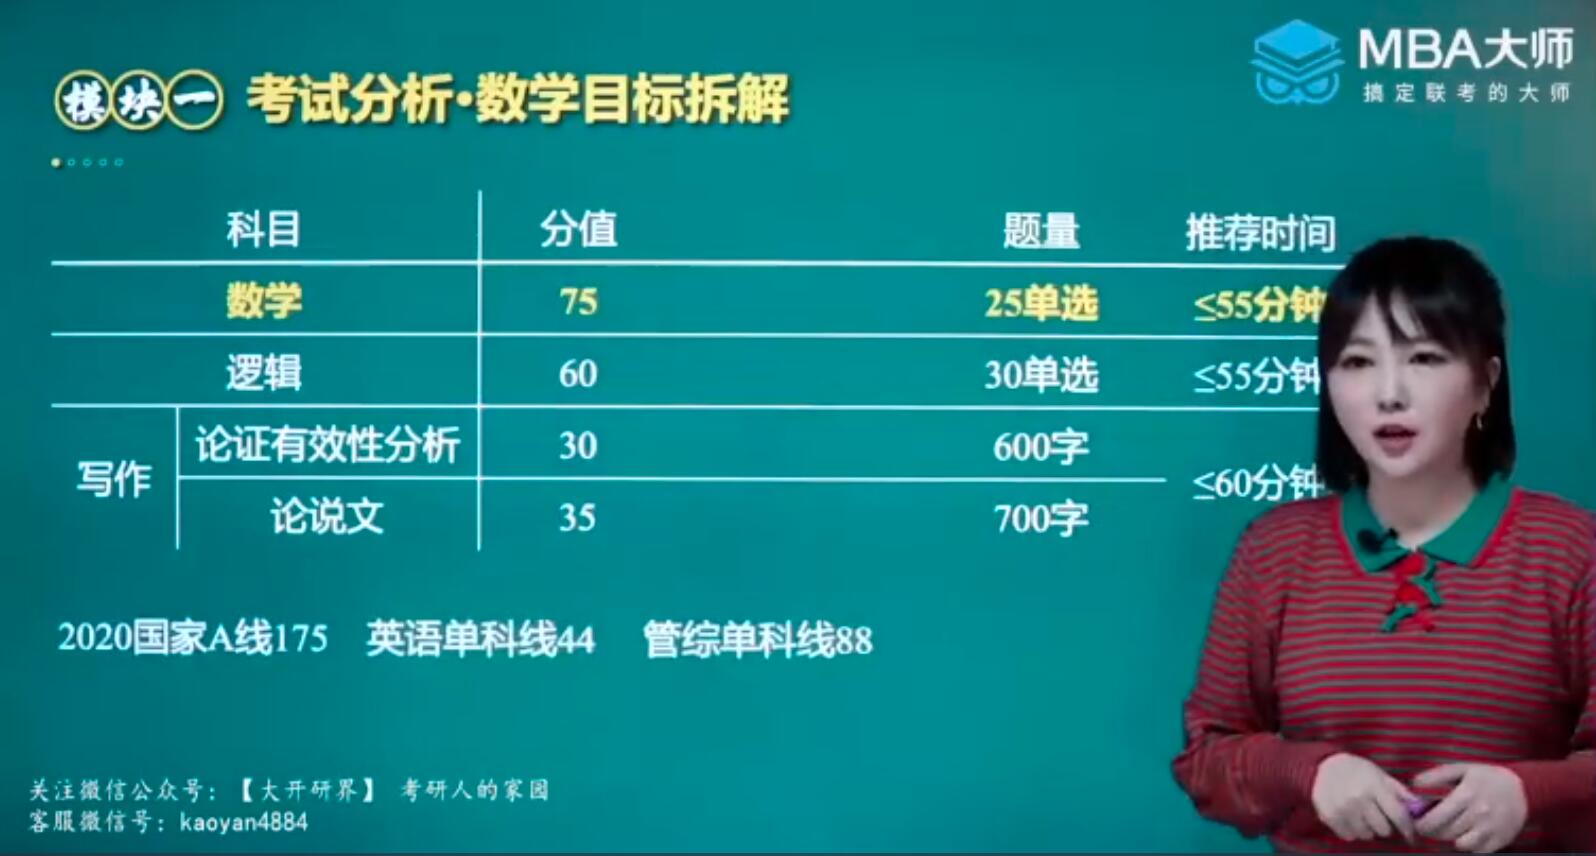 模块一 考试分析·数学目标拆解
MBA大师
搞定联考的大师
科目 分值 题量 推荐时间
数学 75 25单选 ≤55分钟
逻辑 60 30单选 ≤55分钟
写作 论证有效性分析 30 600字 ≤60分钟
论说文 35 700字
2020国家A线175 英语单科线44 管综单科线88
关注微信公众号：【大开研界】 考研人的家园
客服微信号：kaoyan4884